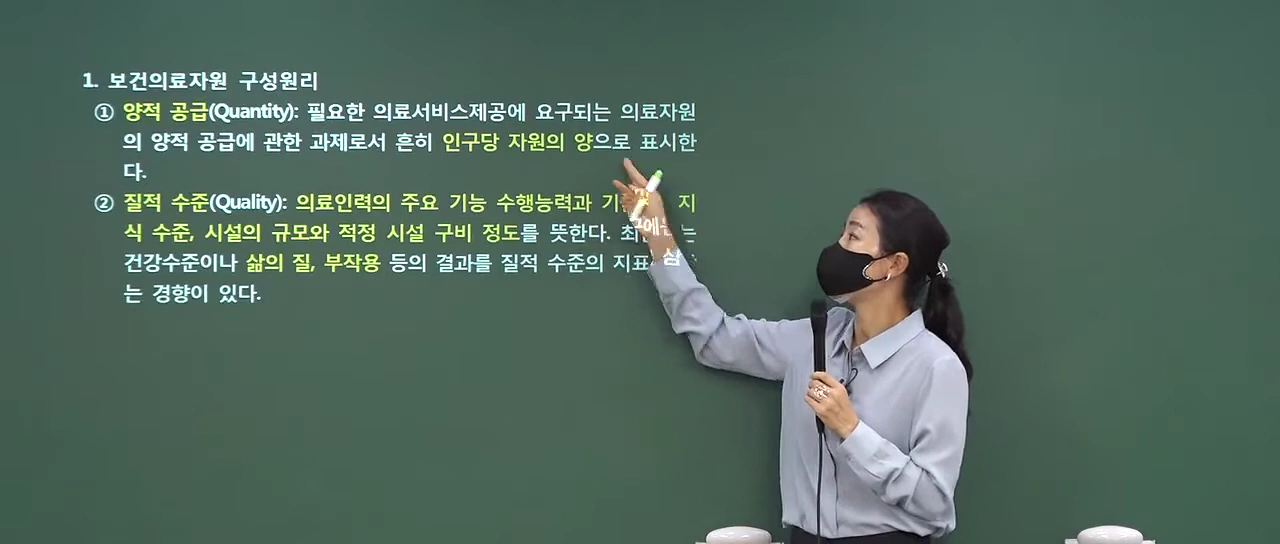 1. 보건의료자원 구성원리
① 양적 공급(Quantity): 필요한 의료서비스제공에 요구되는 의료자원
의 양적 공급에 관한 과제로서 흔히 인구당 자원의 양으로 표시한
다.
② 질적 수준(Quality): 의료인력의 주요 기능 수행능력과 지
식 수준, 시설의 규모와 적정 시설 구비 정도를 뜻한다. 는
건강수준이나 삶의 질, 부작용 등의 결과를 질적 수준의 지표 삼
는 경향이 있다.